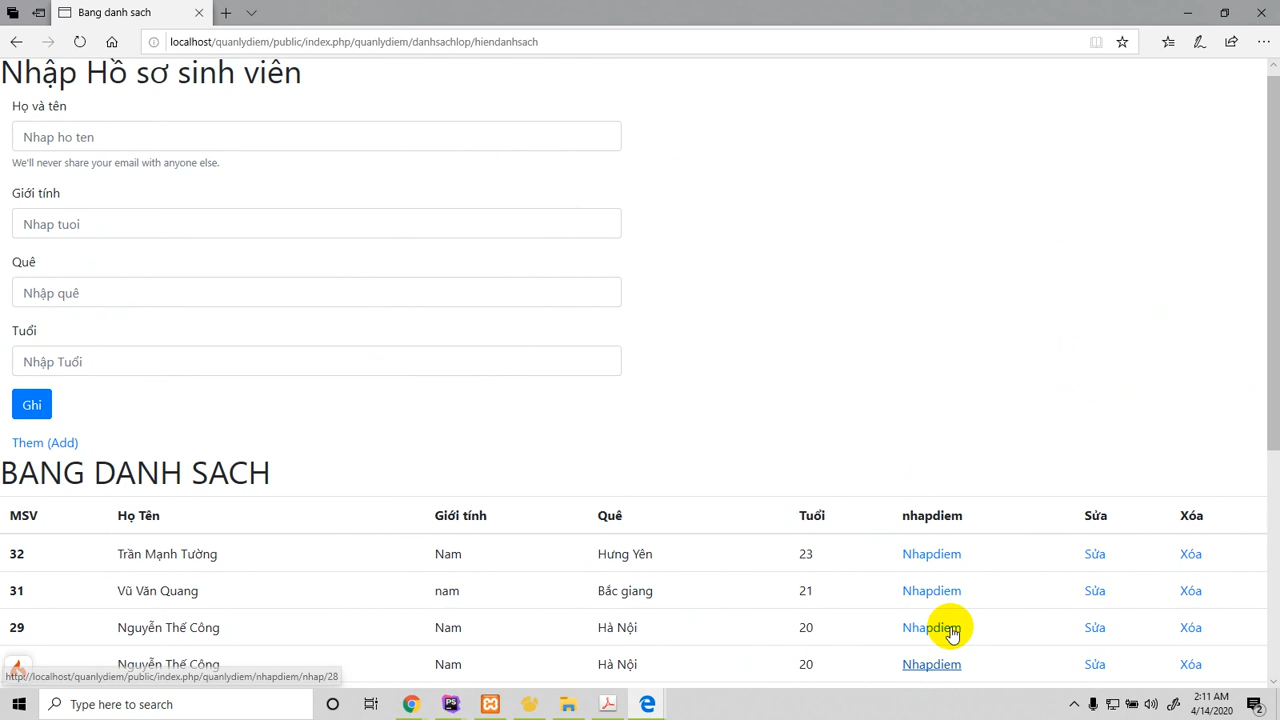 Bang danh sach
localhost/quanlydiem/public/index.php/quanlydiem/danhsachlop/hiendanhsach
Nhập Hồ sơ sinh viên
Họ và tên
Nhap ho ten
We'll never share your email with anyone else.
Giới tính
Nhap tuoi
Quê
Nhập quê
Tuổi
Nhập Tuổi
Ghi
Them (Add)
BANG DANH SACH
MSV Họ Tên Giới tính Quê Tuổi nhapdiem Sửa Xóa
32 Trần Mạnh Tường Nam Hưng Yên 23 Nhapdiem Sửa Xóa
31 Vũ Văn Quang nam Bắc giang 21 Nhapdiem Sửa Xóa
29 Nguyễn Thế Công Nam Hà Nội 20 Nhapdiem Sửa Xóa
Nguyễn Thế Công Nam Hà Nội 20 Nhapdiem Sửa Xóa
http://localhost/quanlydiem/public/index.php/quanlydiem/nhapdiem/nhap/28
Type here to search
2:11 AM
4/14/2020
2